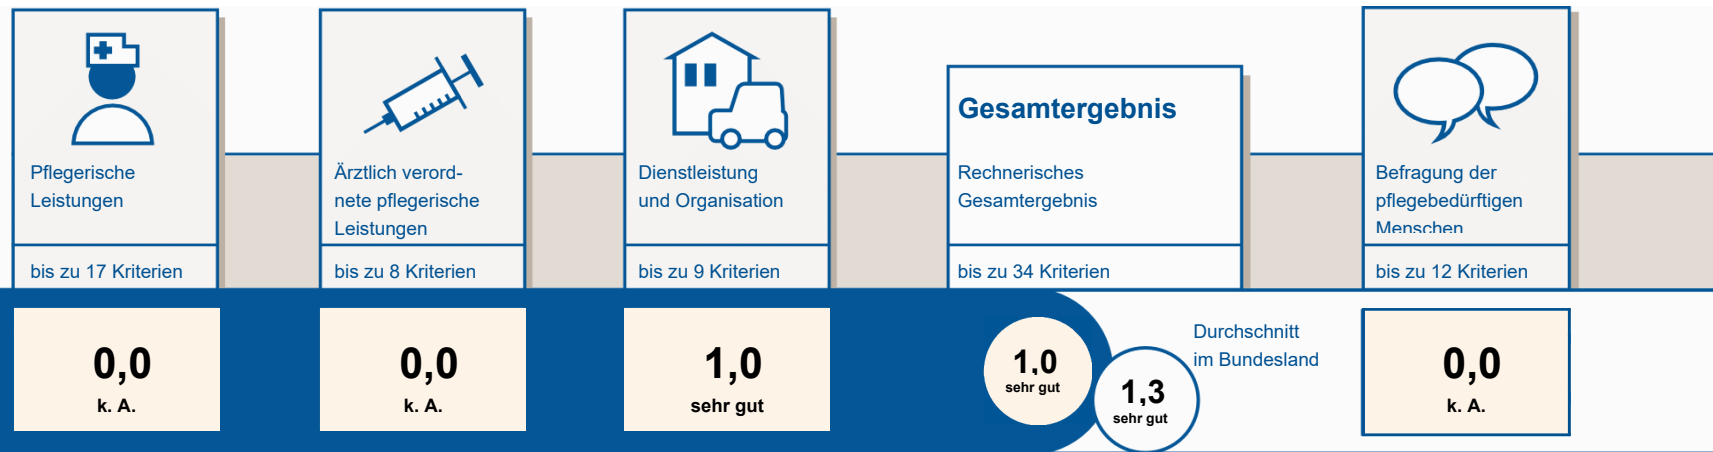 Pflegerische
Leistungen
bis zu 17 Kriterien
0,0
k. A.
Ärztlich verord-
nete pflegerische
Leistungen
bis zu 8 Kriterien
0,0
k. A.
Dienstleistung
und Organisation
bis zu 9 Kriterien
1,0
sehr gut
Gesamtergebnis
Rechnerisches
Gesamtergebnis
bis zu 34 Kriterien
1,0
sehr gut
Durchschnitt
im Bundesland
1,3
sehr gut
Befragung der
pflegebedürftigen
Menschen
bis zu 12 Kriterien
0,0
k. A.